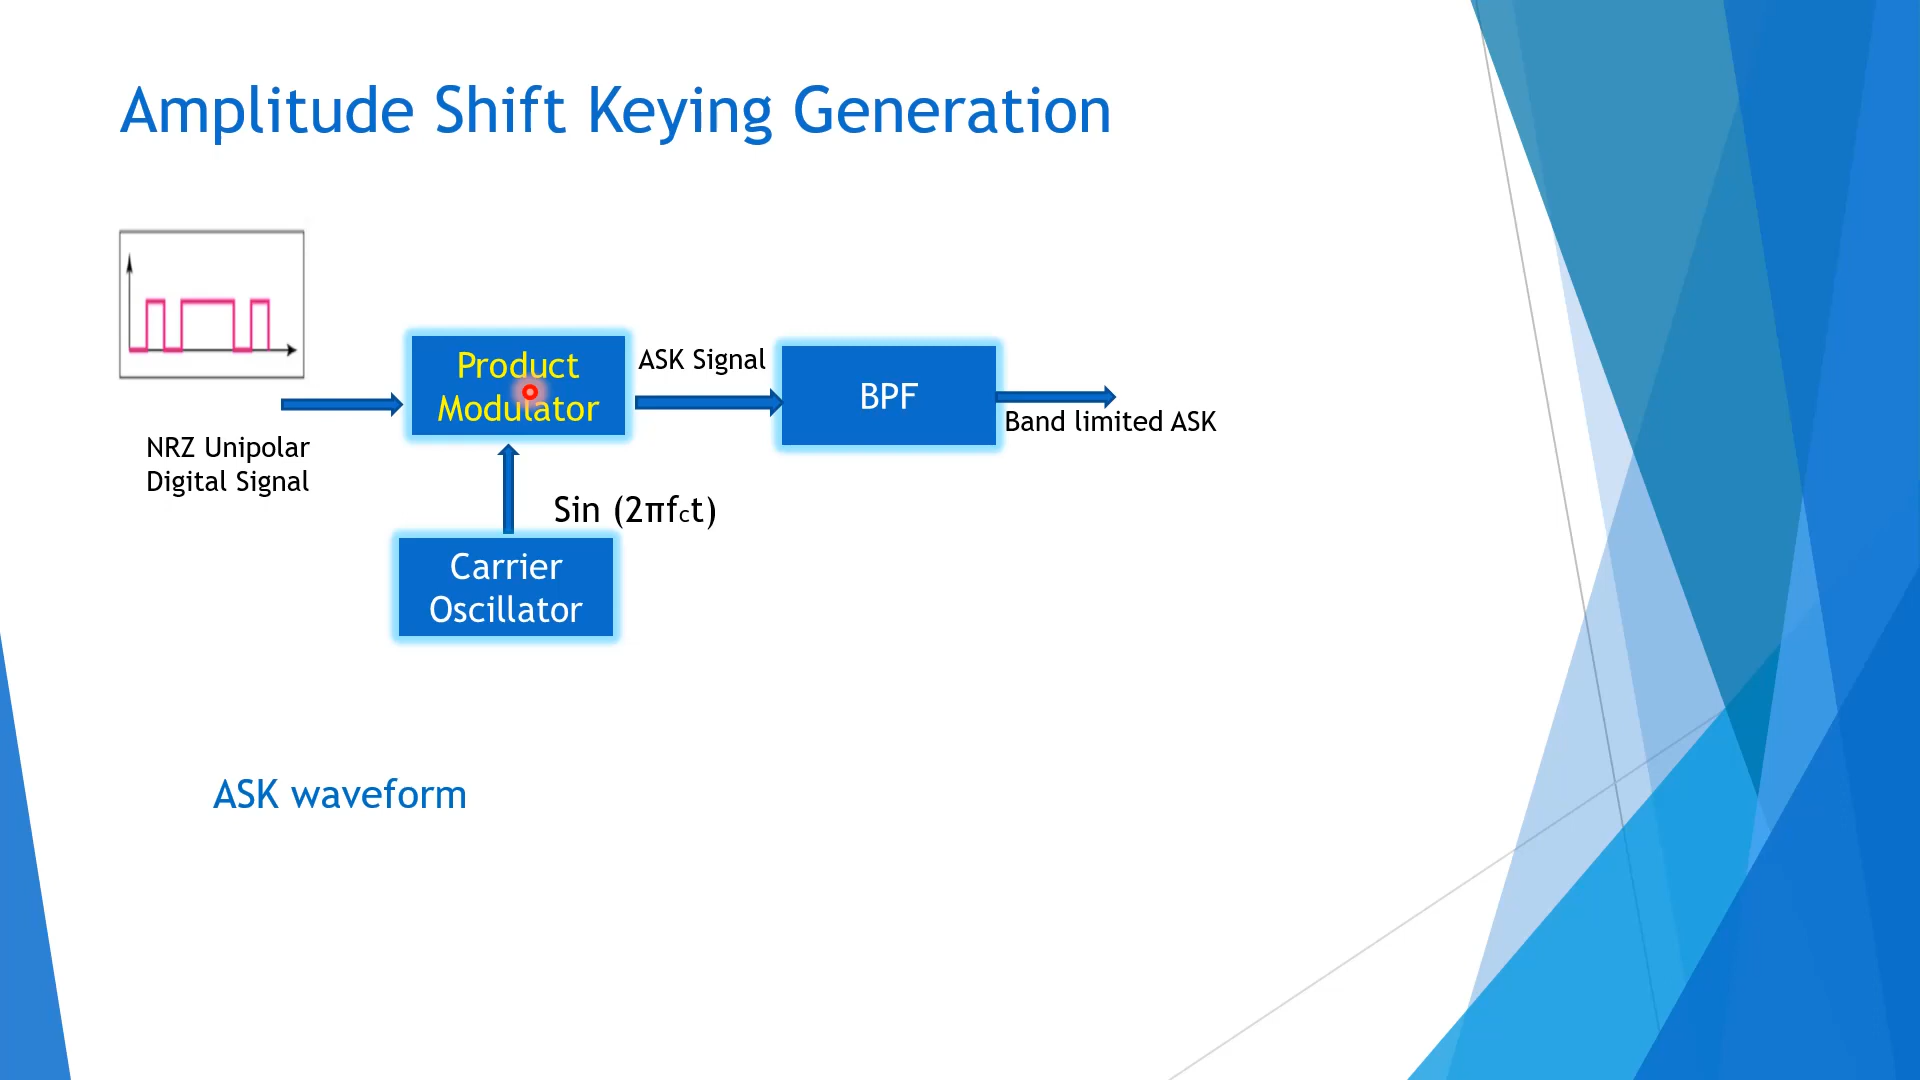 Amplitude Shift Keying Generation
Product
Modulator
ASK Signal
BPF
Band limited ASK
NRZ Unipolar
Digital Signal
Sin (2πfct)
Carrier
Oscillator
ASK waveform